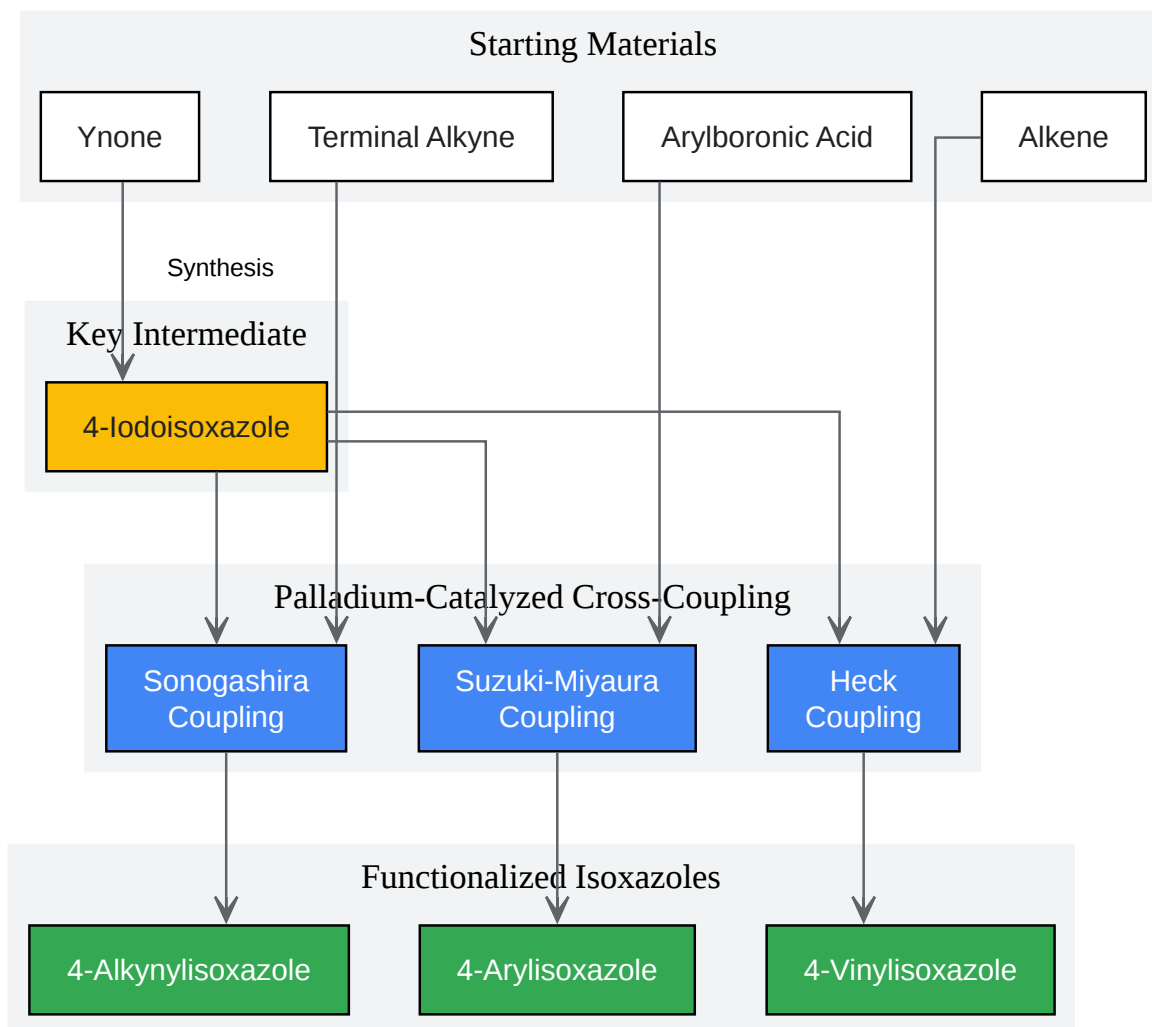 Starting Materials
Ynone
Terminal Alkyne
Arylboronic Acid
Alkene
Synthesis
Key Intermediate
4-Iodoisoxazole
Palladium-Catalyzed Cross-Coupling
Sonogashira
Coupling
Suzuki-Miyaura
Coupling
Heck
Coupling
Functionalized Isoxazoles
4-Alkynylisoxazole
4-Arylisoxazole
4-Vinylisoxazole